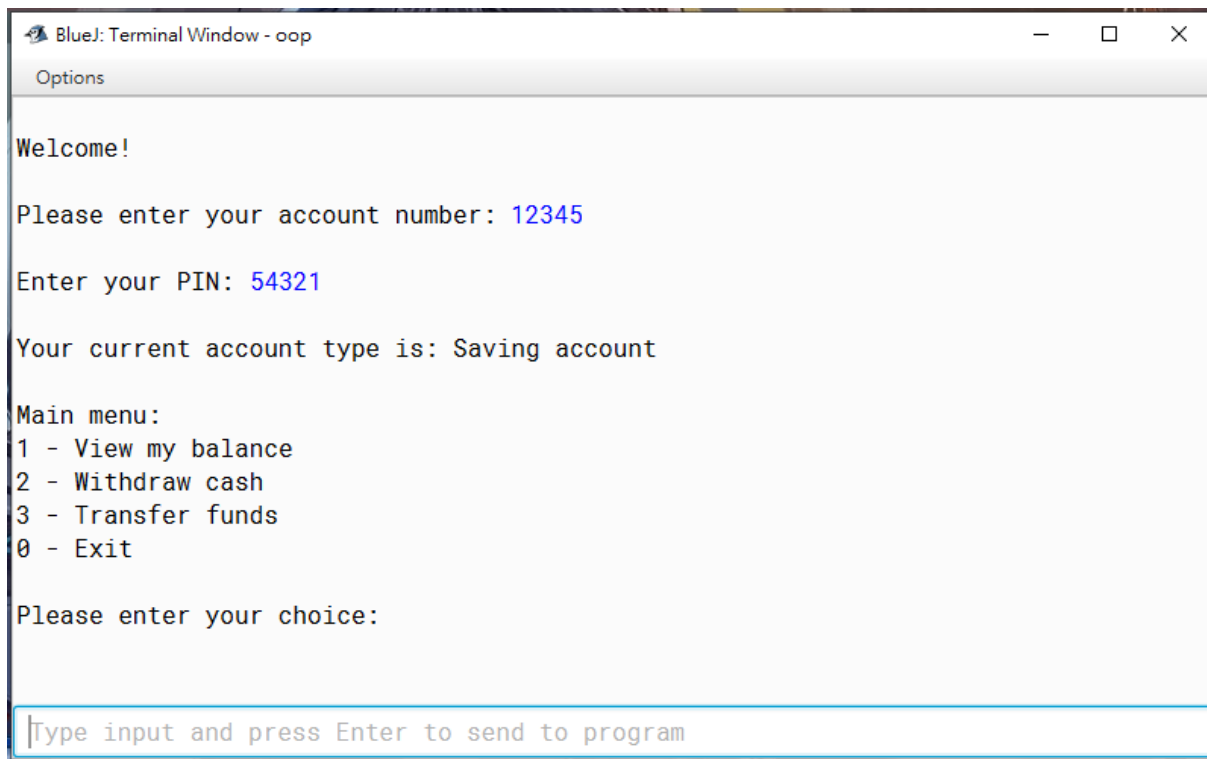 BlueJ: Terminal Window - oop
Options
Welcome!
Please enter your account number: 12345
Enter your PIN: 54321
Your current account type is: Saving account
Main menu:
1 - View my balance
2 - Withdraw cash
3 - Transfer funds
0 - Exit
Please enter your choice:
Type input and press Enter to send to program